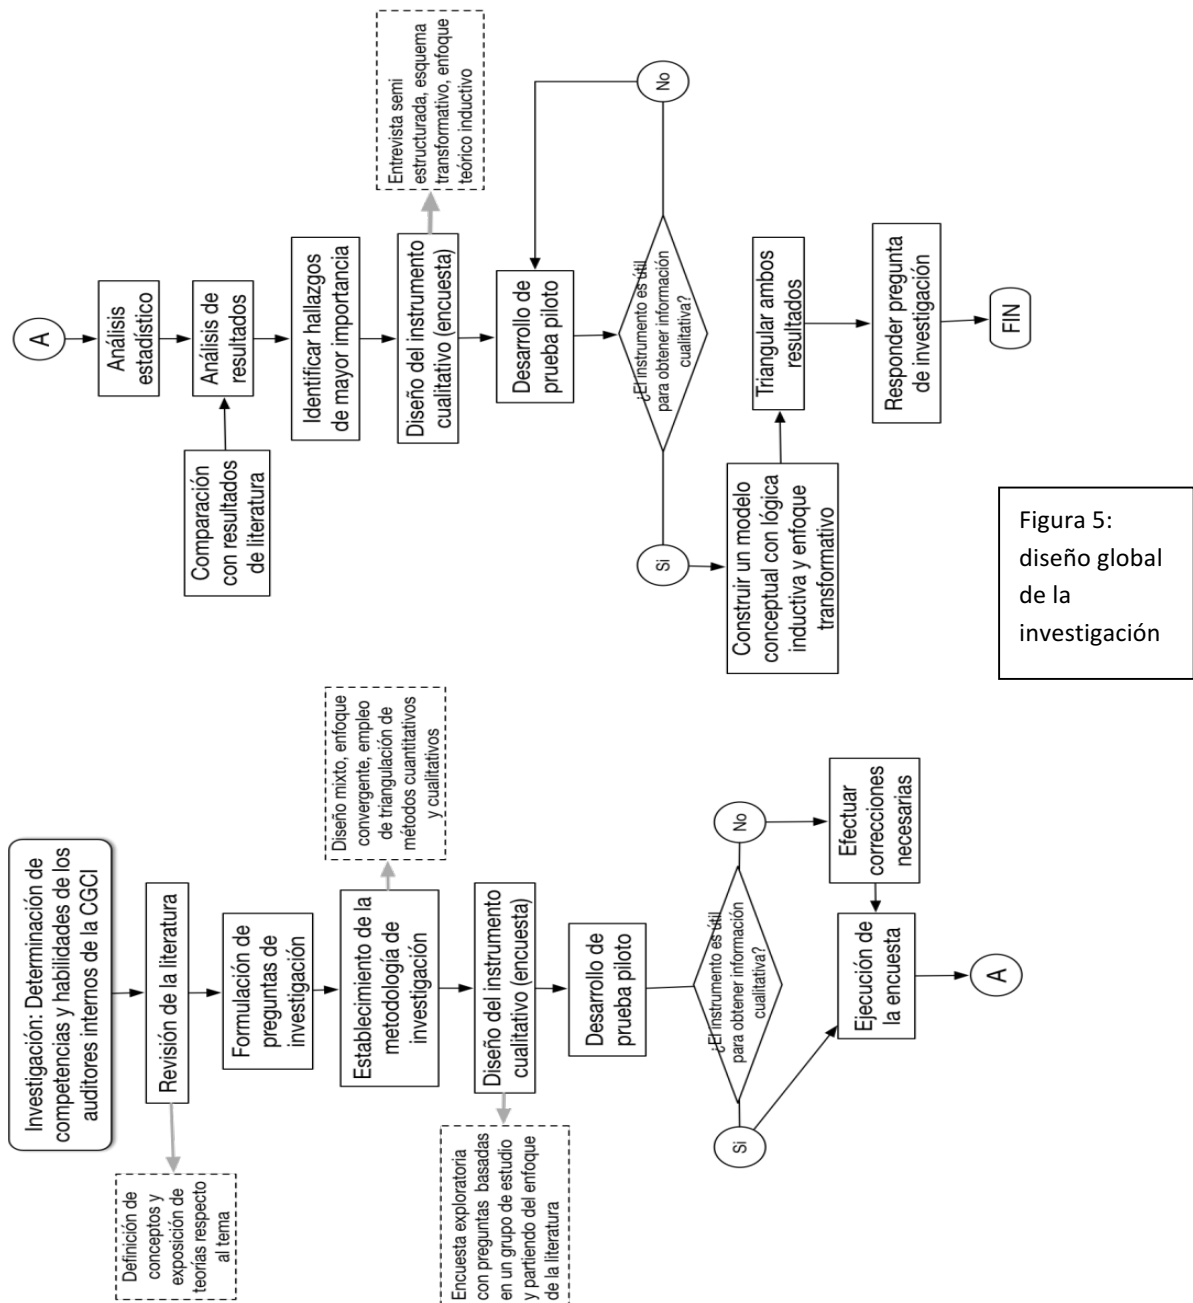 Investigación: Determinación de
competencias y habilidades de los
auditores internos de la CGCI
Revisión de la literatura
Definición de
conceptos y
exposición de
teorías respecto
al tema
Formulación de
preguntas de
investigación
Establecimiento de la
metodología de
investigación
Diseño mixto, enfoque
convergente, empleo
de triangulación de
métodos cuantitativos
y cualitativos
Diseño del instrumento
cualitativo (encuesta)
Encuesta exploratoria
con preguntas basadas
en un grupo de estudio
y partiendo del enfoque
de la literatura
Desarrollo de
prueba piloto
¿El instrumento es útil
para obtener información
cualitativa?
Si
No
Efectuar
correcciones
necesarias
Ejecución de
la encuesta
A
A
Análisis
estadístico
Análisis de
resultados
Comparación
con resultados
de literatura
Identificar hallazgos
de mayor importancia
Diseño del instrumento
cualitativo (encuesta)
Entrevista semi
estructurada, esquema
transformativo, enfoque
teórico inductivo
Desarrollo de
prueba piloto
¿El instrumento es útil
para obtener información
cualitativa?
Si
No
Construir un modelo
conceptual con lógica
inductiva y enfoque
transformativo
Triangular ambos
resultados
Responder pregunta
de investigación
FIN
Figura 5:
diseño global
de la
investigación